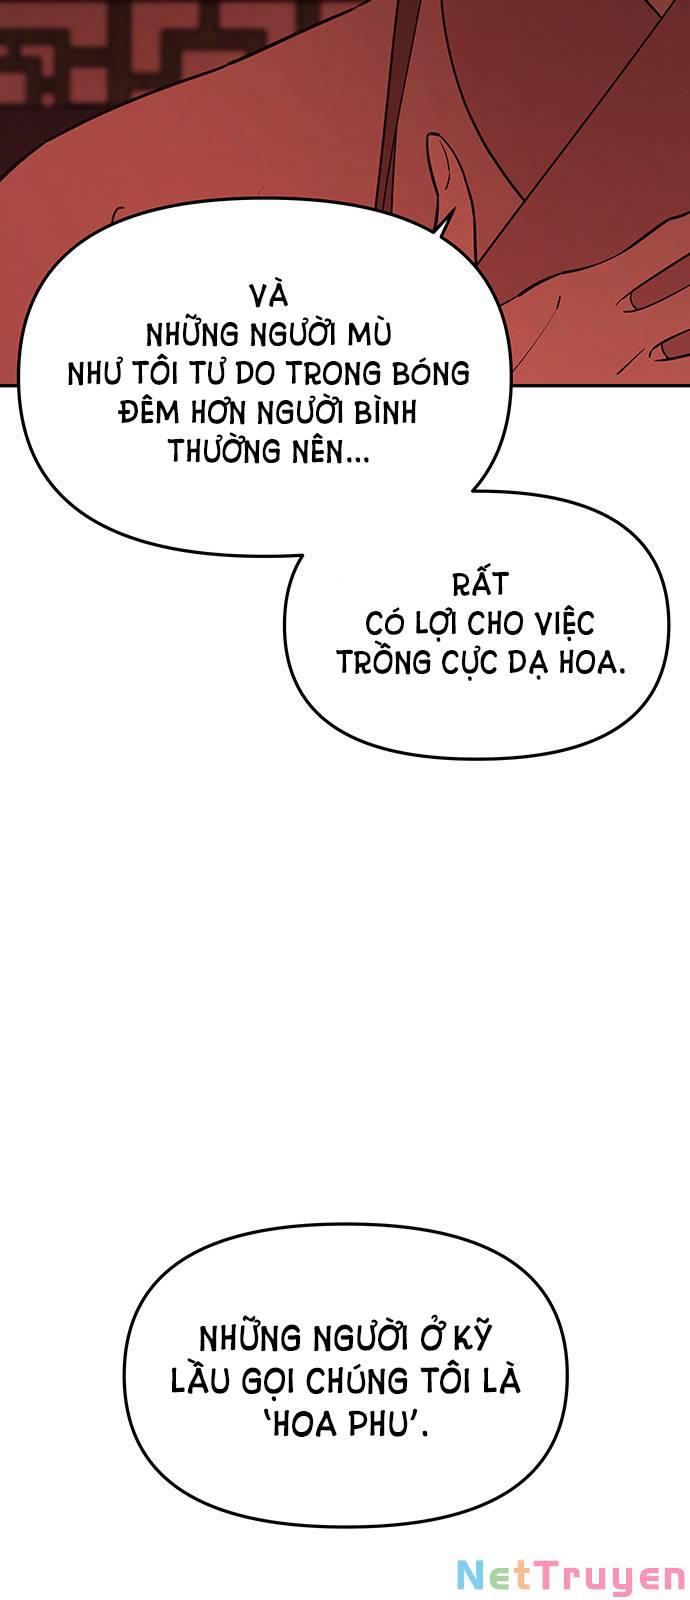 VÀ
NHỮNG NGƯỜI MÙ
NHƯ TÔI TƯ DO TRONG BÓNG
ĐÊM HƠN NGƯỜI BÌNH
THƯỜNG NÊN...
RẤT
CÓ LỢI CHO VIỆC
TRỒNG CỰC DẠ HOA.
NHỮNG NGƯỜI Ở KỸ
LẦU GỌI CHÚNG TÔI LÀ
‘HOA PHU’.
NetTruyen